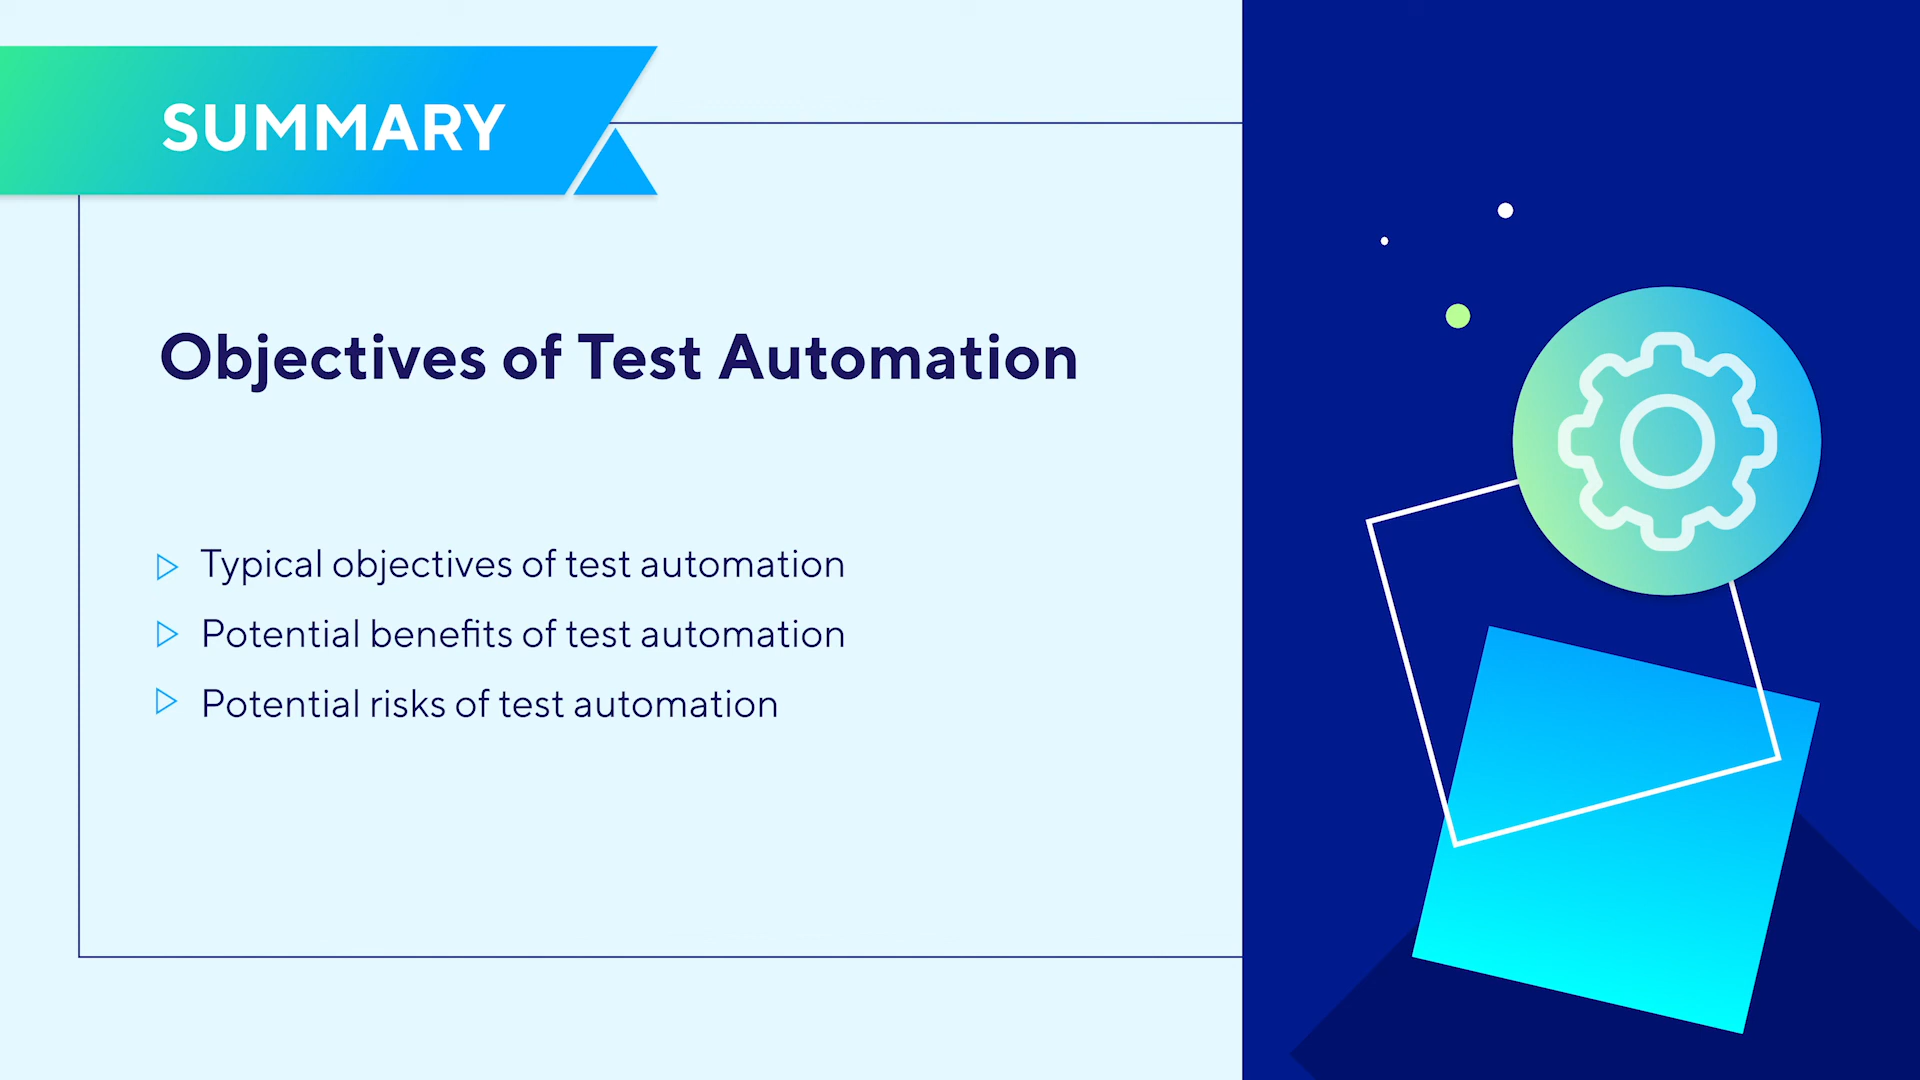 SUMMARY
Objectives of Test Automation
Typical objectives of test automation
Potential benefits of test automation
Potential risks of test automation